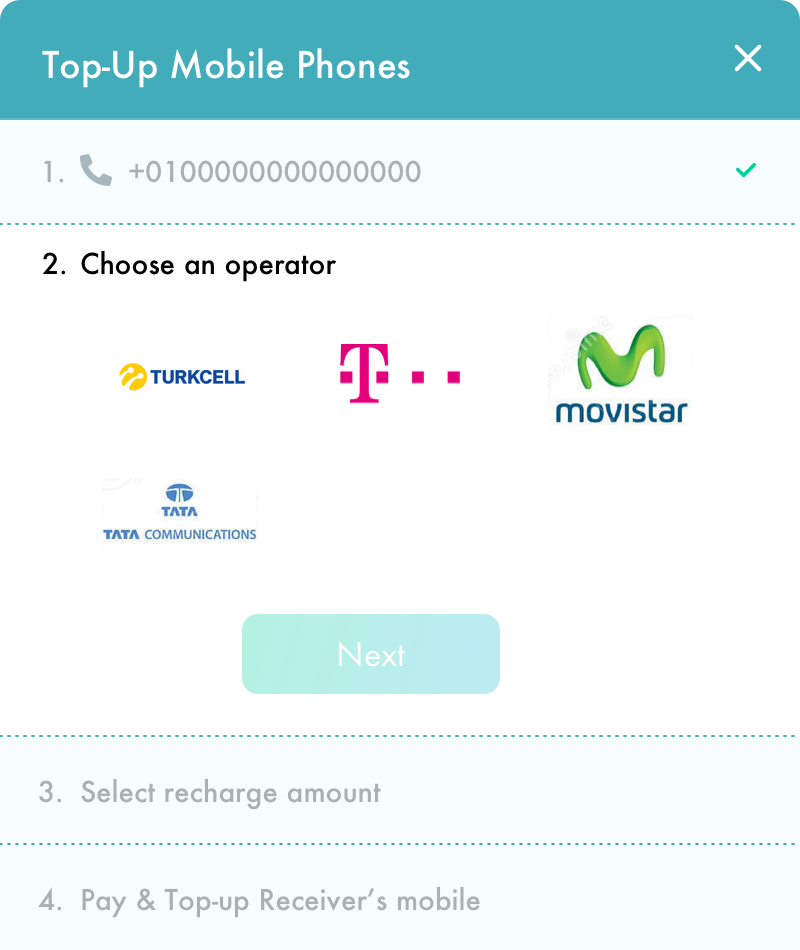 Top-Up Mobile Phones
1. +0100000000000000
2. Choose an operator
TURKCELL
T
movistar
TATA
TATA COMMUNICATIONS
Next
3. Select recharge amount
4. Pay & Top-up Receiver’s mobile